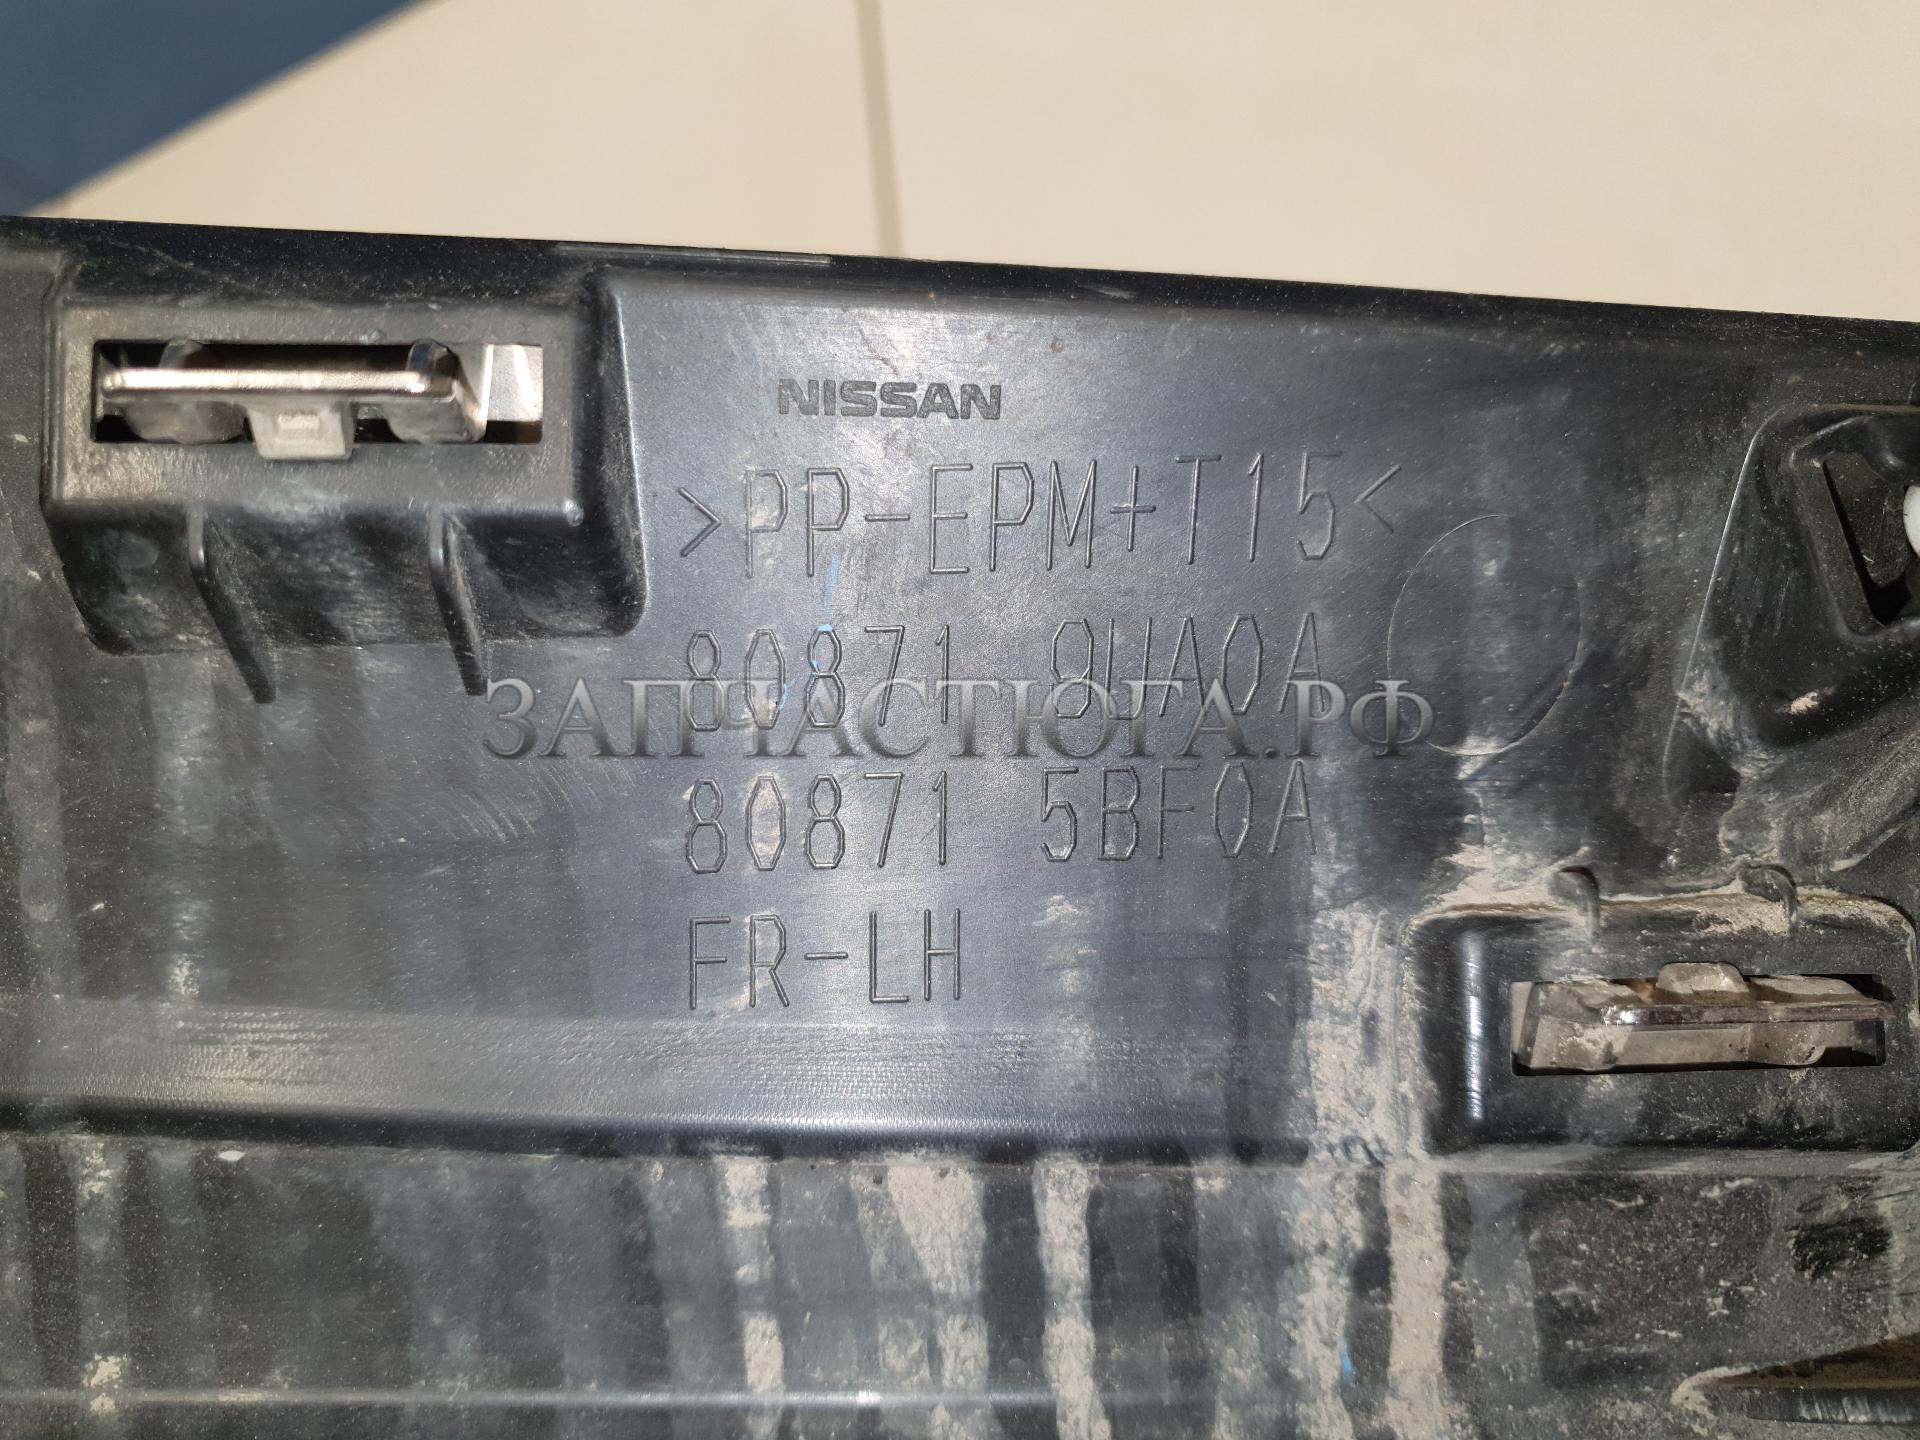 NISSAN
>PP-EPM+T15<
80871 9UA0A
ЗАПЧАСТЮГА.РФ
80871 5BF0A
FR-LH